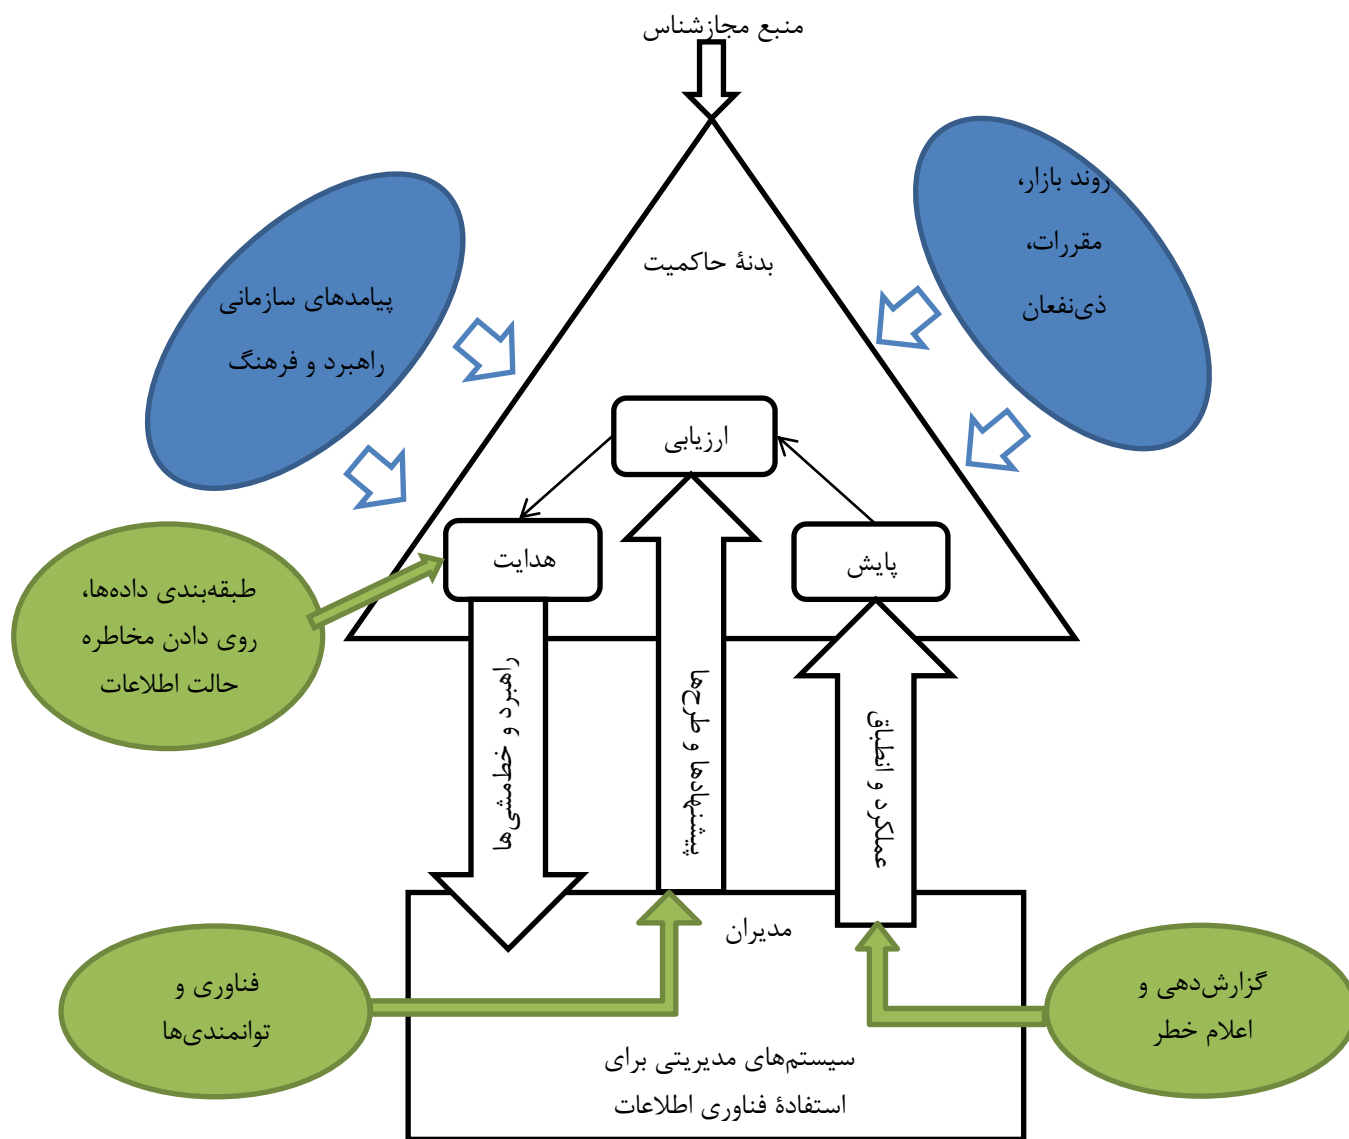 منبع مجازشناس
روند بازار،
مقررات،
ذی‌نفعان
بدنۀ حاکمیت
پیامدهای سازمانی
راهبرد و فرهنگ
ارزیابی
پایش
هدایت
طبقه‌بندی داده‌ها،
روی دادن مخاطره
حالت اطلاعات
عملکرد و انطباق
پیشنهادها و طرح‌ها
راهبرد و خط‌مشی‌ها
مدیران
گزارش‌دهی و
اعلام خطر
فناوری و
توانمندی‌ها
سیستم‌های مدیریتی برای
استفادۀ فناوری اطلاعات